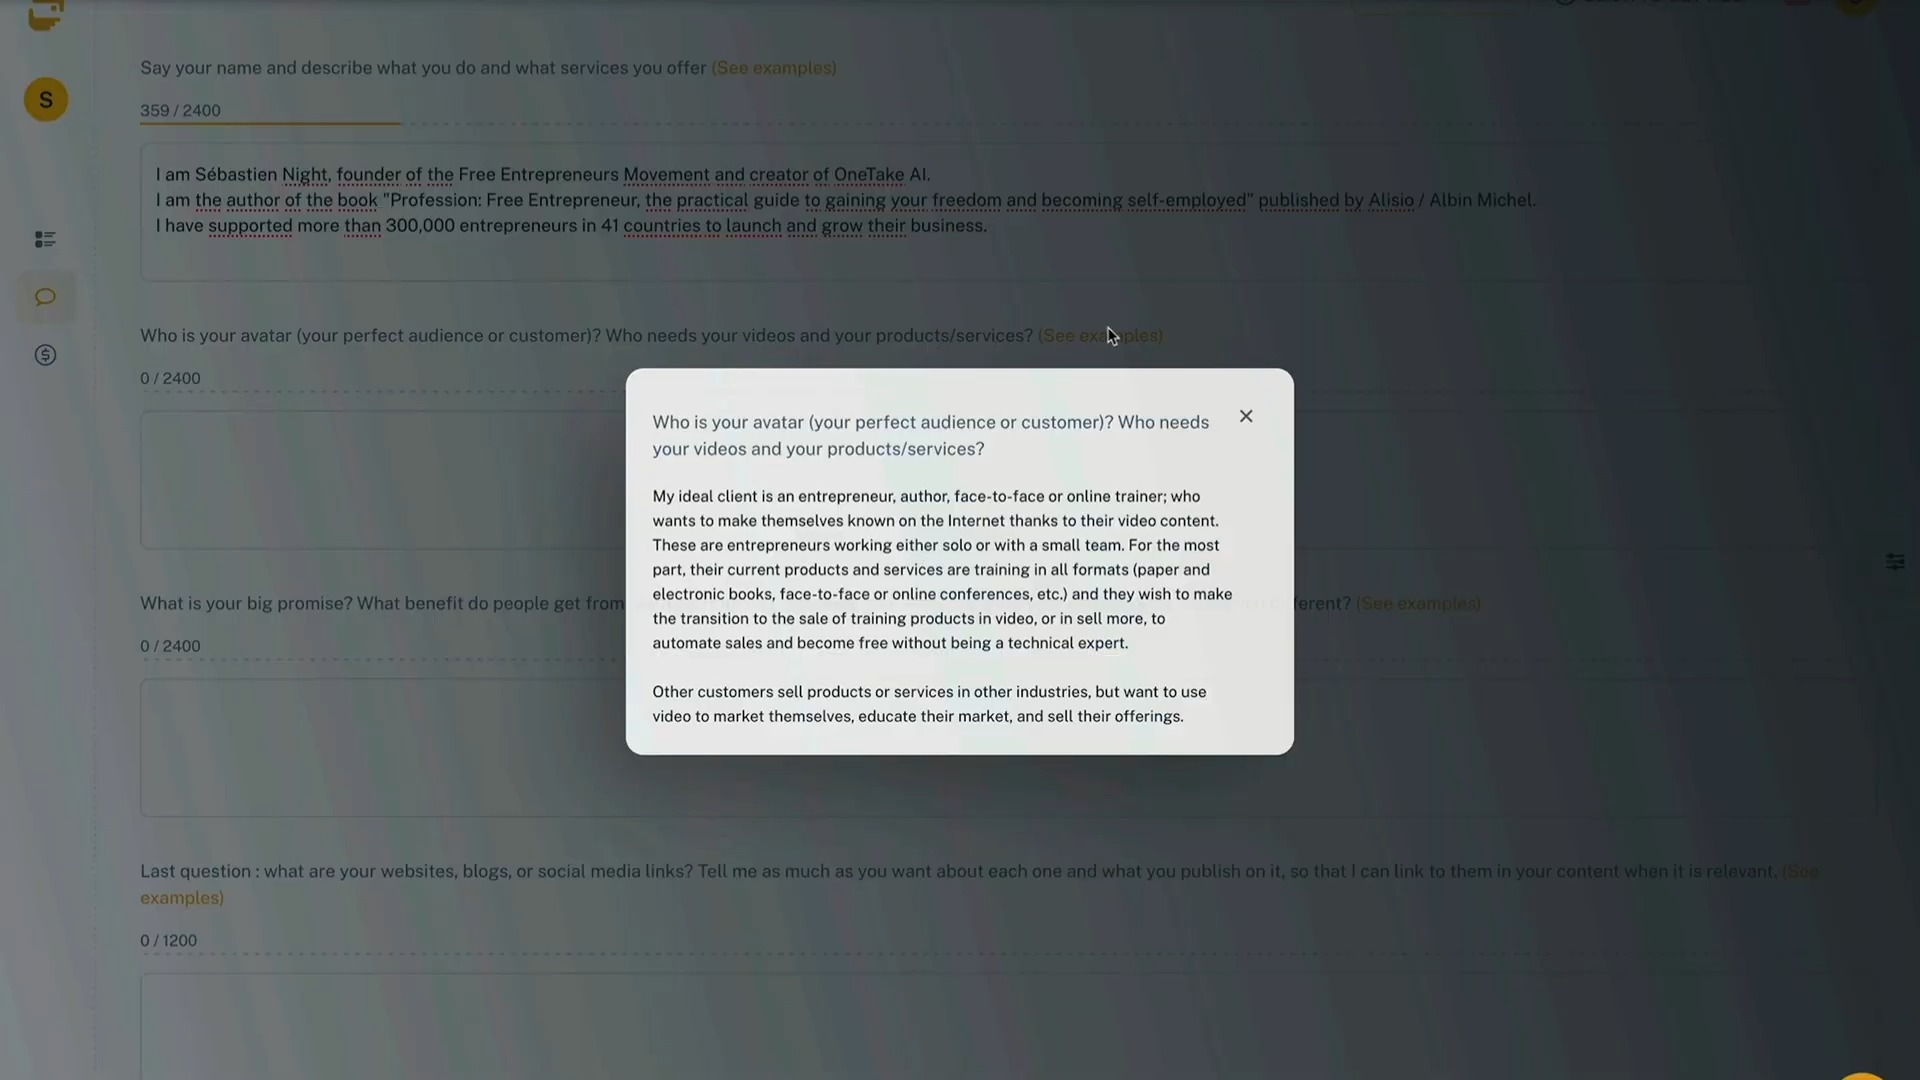 Say your name and describe what you do and what services you offer (See examples)
S
359 / 2400
I am Sébastien Night, founder of the Free Entrepreneurs Movement and creator of OneTake AI.
I am the author of the book "Profession: Free Entrepreneur, the practical guide to gaining your freedom and becoming self-employed" published by Alisio / Albin Michel.
I have supported more than 300,000 entrepreneurs in 41 countries to launch and grow their business.
Who is your avatar (your perfect audience or customer)? Who needs your videos and your products/services? (See examples)
0 / 2400
Who is your avatar (your perfect audience or customer)? Who needs
your videos and your products/services?
My ideal client is an entrepreneur, author, face-to-face or online trainer; who
wants to make themselves known on the Internet thanks to their video content.
These are entrepreneurs working either solo or with a small team. For the most
part, their current products and services are training in all formats (paper and
electronic books, face-to-face or online conferences, etc.) and they wish to make
the transition to the sale of training products in video, or in sell more, to
automate sales and become free without being a technical expert.
Other customers sell products or services in other industries, but want to use
video to market themselves, educate their market, and sell their offerings.
What is your big promise? What benefit do people get from
(See examples)
0 / 2400
Last question : what are your websites, blogs, or social media links? Tell me as much as you want about each one and what you publish on it, so that I can link to them in your content when it is relevant. (See
examples)
0 / 1200